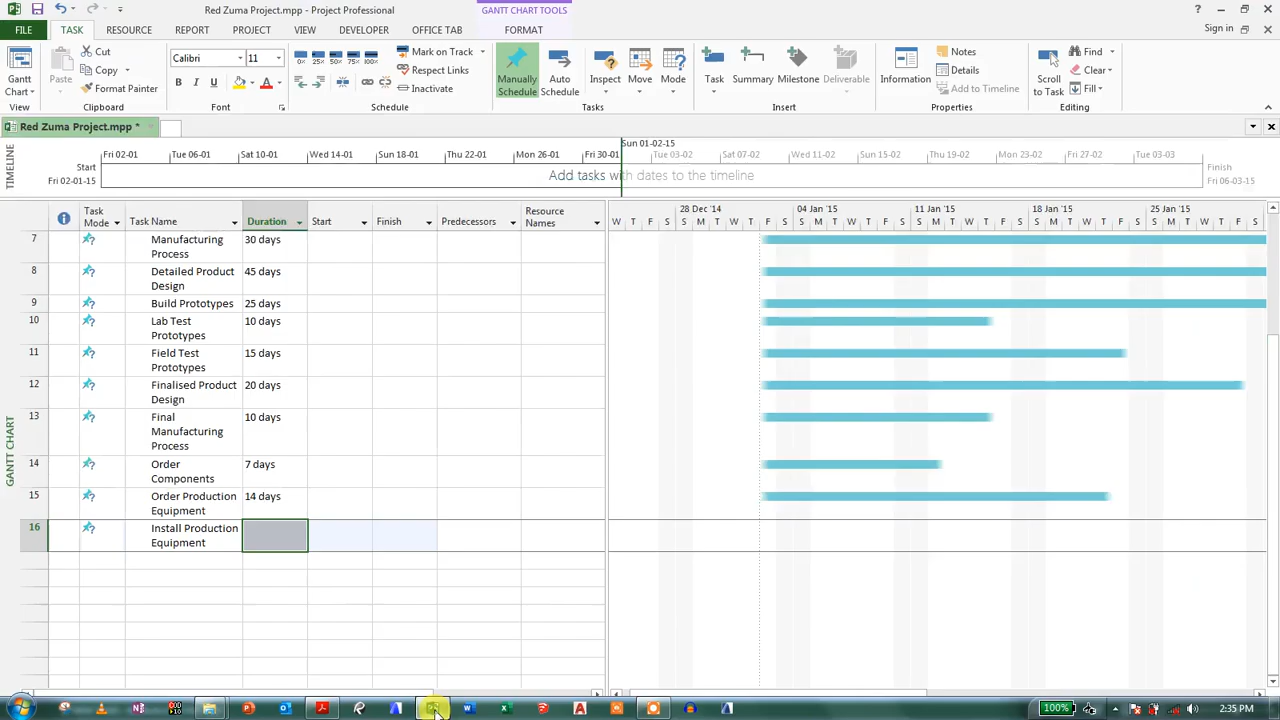 Red Zuma Project.mpp - Project Professional
GANTT CHART TOOLS
FILE TASK RESOURCE REPORT PROJECT VIEW DEVELOPER OFFICE TAB FORMAT Sign in
Gantt Chart
View
Paste
Cut
Copy
Format Painter
Clipboard
Calibri 11
B I U A
Font
Mark on Track
Respect Links
Inactivate
Schedule
Manually Schedule
Auto Schedule
Inspect
Move
Mode
Tasks
Task
Summary
Milestone
Deliverable
Insert
Information
Notes
Details
Add to Timeline
Properties
Scroll to Task
Find
Clear
Fill
Editing
Red Zuma Project.mpp *
TIMELINE
Sun 01-02-15
Fri 02-01 Tue 06-01 Sat 10-01 Wed 14-01 Sun 18-01 Thu 22-01 Mon 26-01 Fri 30-01 Tue 03-02 Sat 07-02 Wed 11-02 Sun 15-02 Thu 19-02 Mon 23-02 Fri 27-02 Tue 03-03
Start
Fri 02-01-15
Add tasks with dates to the timeline
Finish
Fri 06-03-15
Task Mode Task Name Duration Start Finish Predecessors Resource Names
28 Dec '14 04 Jan '15 11 Jan '15 18 Jan '15 25 Jan '15
W T F S S M T W T F S S M T W T F S S M T W T F S S M T W T F S S M T W T F S
GANTT CHART
7 Manufacturing Process 30 days
8 Detailed Product Design 45 days
9 Build Prototypes 25 days
10 Lab Test Prototypes 10 days
11 Field Test Prototypes 15 days
12 Finalised Product Design 20 days
13 Final Manufacturing Process 10 days
14 Order Components 7 days
15 Order Production Equipment 14 days
16 Install Production Equipment
100%
2:35 PM